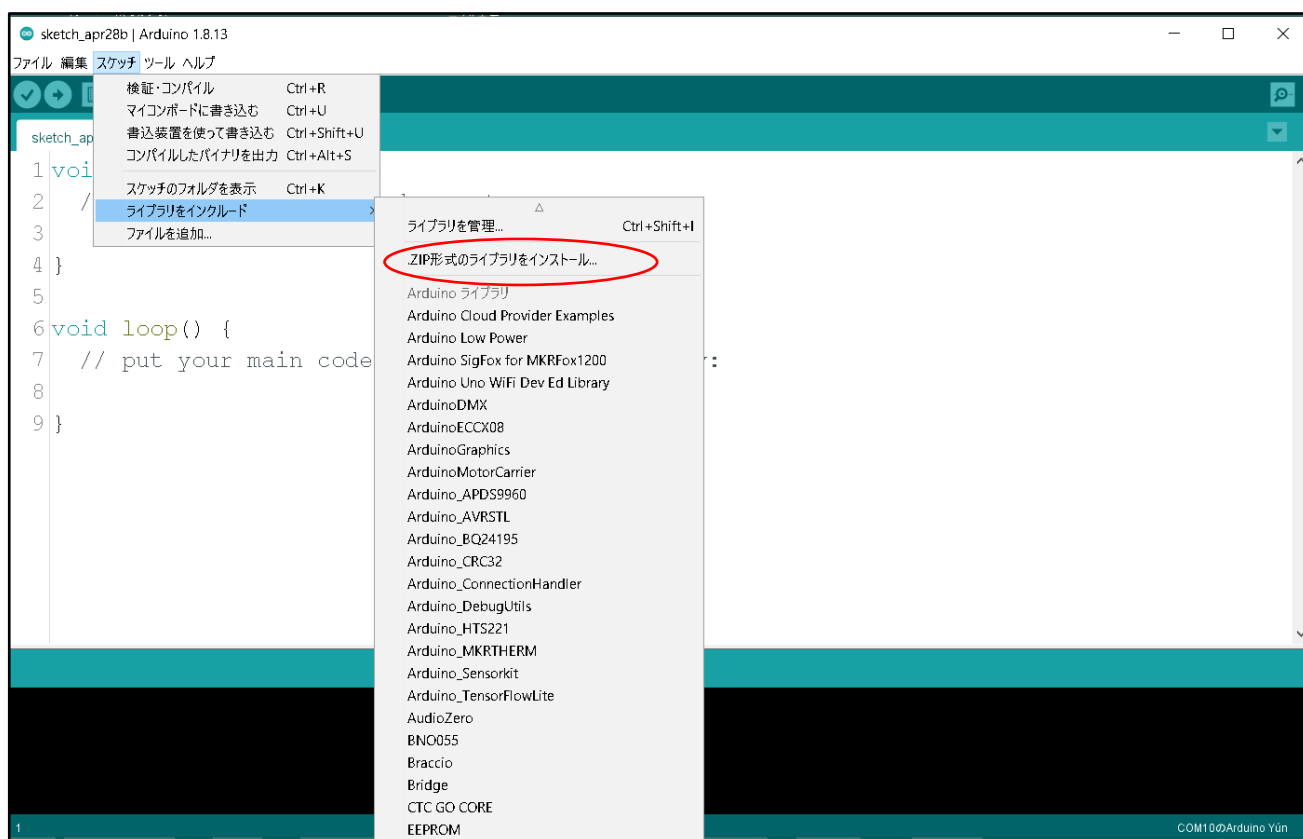 sketch_apr28b | Arduino 1.8.13
ファイル 編集 スケッチ ツール ヘルプ
検証・コンパイル Ctrl+R
マイコンボードに書き込む Ctrl+U
書込装置を使って書き込む Ctrl+Shift+U
コンパイルしたバイナリを出力 Ctrl+Alt+S
スケッチのフォルダを表示 Ctrl+K
ライブラリをインクルード
ファイルを追加...
sketch_ap
1 voi
2 //
3
4 }
5
6 void loop() {
7 // put your main code
8
9 }
ライブラリを管理... Ctrl+Shift+I
.ZIP形式のライブラリをインストール...
Arduino ライブラリ
Arduino Cloud Provider Examples
Arduino Low Power
Arduino SigFox for MKRFox1200
Arduino Uno WiFi Dev Ed Library
ArduinoDMX
ArduinoECCX08
ArduinoGraphics
ArduinoMotorCarrier
Arduino_APDS9960
Arduino_AVRSTL
Arduino_BQ24195
Arduino_CRC32
Arduino_ConnectionHandler
Arduino_DebugUtils
Arduino_HTS221
Arduino_MKRTHERM
Arduino_Sensorkit
Arduino_TensorFlowLite
AudioZero
BNO055
Braccio
Bridge
CTC GO CORE
EEPROM
1
COM10のArduino Yún